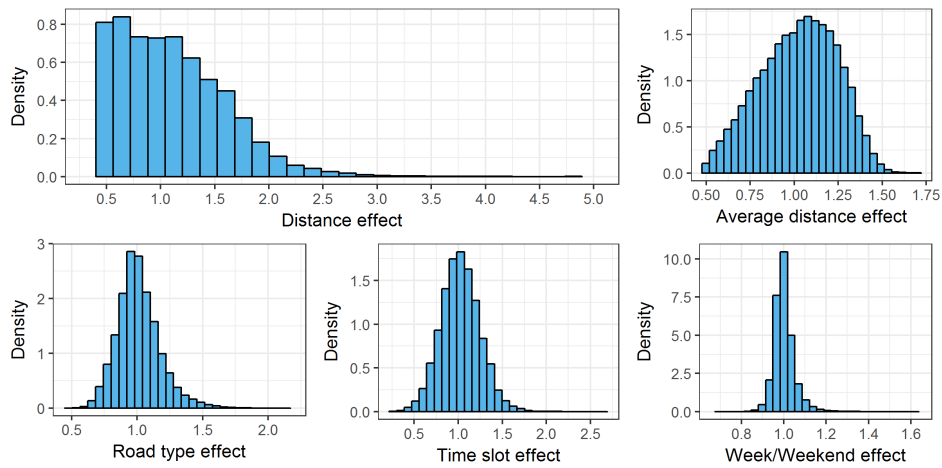 Density
0.8
0.6
0.4
0.2
0.0
0.5 1.0 1.5 2.0 2.5 3.0 3.5 4.0 4.5 5.0
Distance effect
Density
1.5
1.0
0.5
0.0
0.50 0.75 1.00 1.25 1.50 1.75
Average distance effect
Density
3
2
1
0
0.5 1.0 1.5 2.0
Road type effect
Density
1.5
1.0
0.5
0.0
0.5 1.0 1.5 2.0 2.5
Time slot effect
Density
10.0
7.5
5.0
2.5
0.0
0.8 1.0 1.2 1.4 1.6
Week/Weekend effect